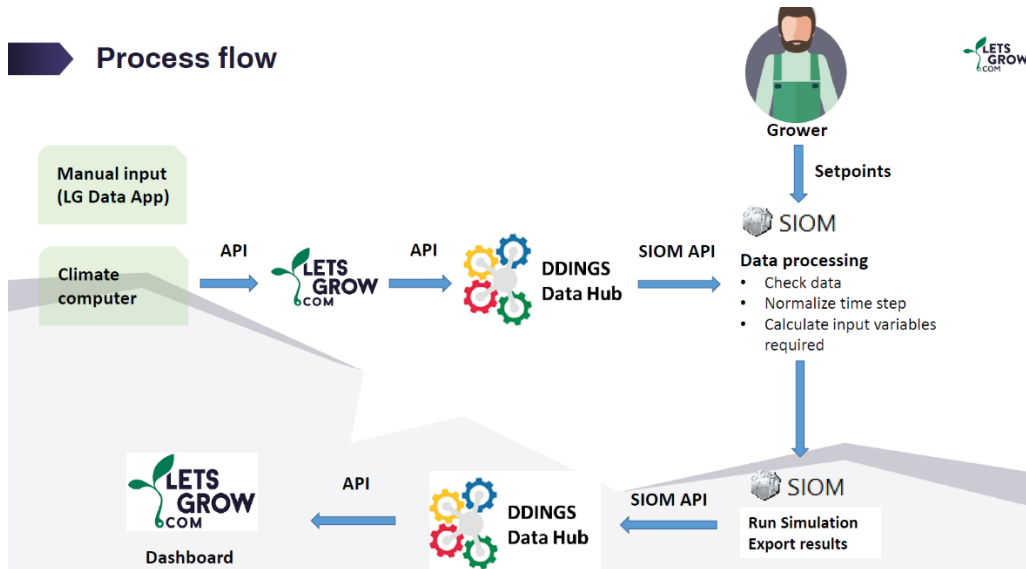 Process flow
LETS
GROW
.COM
Grower
Setpoints
Manual input
(LG Data App)
Climate
computer
API
LETS
GROW
.COM
API
DDINGS
Data Hub
SIOM API
SIOM
Data processing
• Check data
• Normalize time step
• Calculate input variables
required
SIOM
Run Simulation
Export results
SIOM API
DDINGS
Data Hub
API
LETS
GROW
.COM
Dashboard